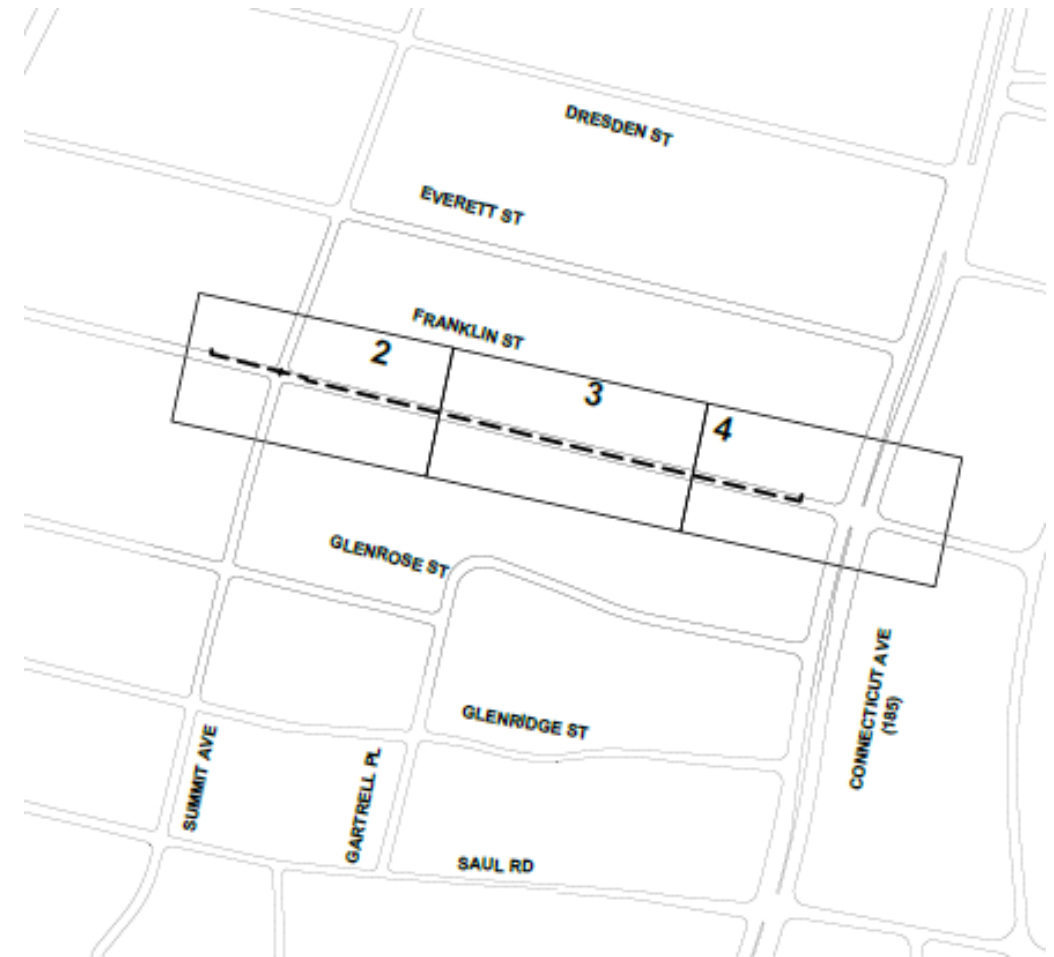 DRESDEN ST
EVERETT ST
FRANKLIN ST
2
3
4
GLENROSE ST
GLENRIDGE ST
CONNECTICUT AVE
(185)
SUMMIT AVE
GARTRELL PL
SAUL RD